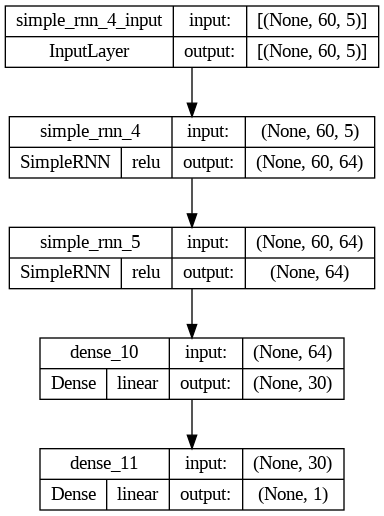 simple_rnn_4_input input: [(None, 60, 5)]
InputLayer output: [(None, 60, 5)]
simple_rnn_4 input: (None, 60, 5)
SimpleRNN relu output: (None, 60, 64)
simple_rnn_5 input: (None, 60, 64)
SimpleRNN relu output: (None, 64)
dense_10 input: (None, 64)
Dense linear output: (None, 30)
dense_11 input: (None, 30)
Dense linear output: (None, 1)